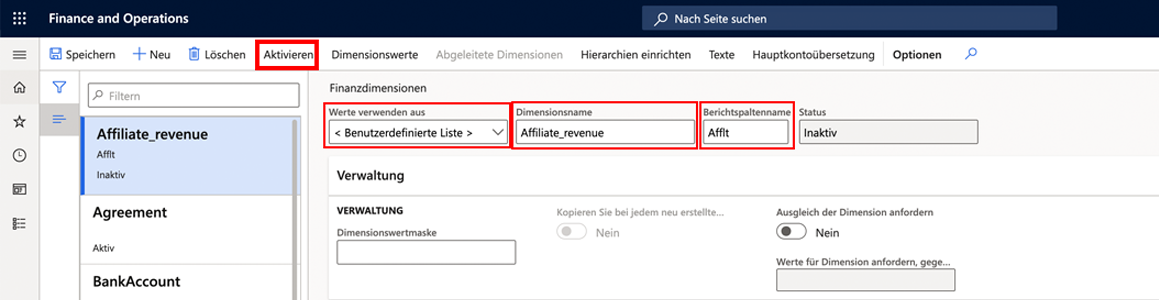 Finance and Operations
Nach Seite suchen
Speichern Neu Löschen Aktivieren Dimensionswerte Abgeleitete Dimensionen Hierarchien einrichten Texte Hauptkontoübersetzung Optionen
Filtern
Affiliate_revenue
Afflt
Inaktiv
Agreement
Aktiv
BankAccount
Finanzdimensionen
Werte verwenden aus Dimensionsname Berichtspaltenname Status
< Benutzerdefinierte Liste > Affiliate_revenue Afflt Inaktiv
Verwaltung
VERWALTUNG Kopieren Sie bei jedem neu erstellte... Ausgleich der Dimension anfordern
Dimensionswertmaske Nein Nein
Werte für Dimension anfordern, gege...